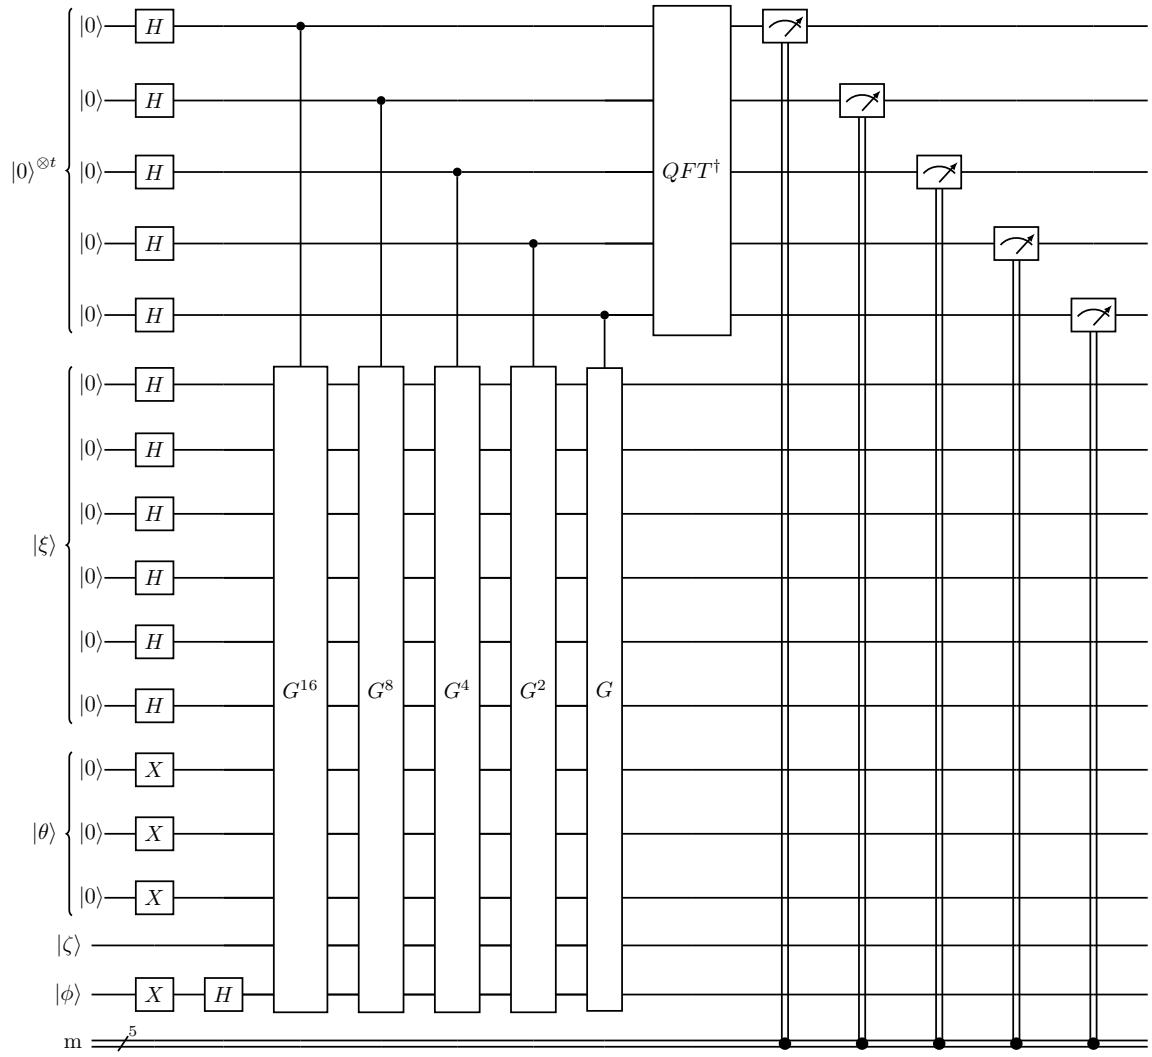 |0⟩ H
|0⟩ H
|0⟩^{⊗t} |0⟩ H QFT^†
|0⟩ H
|0⟩ H
|0⟩ H
|0⟩ H
|0⟩ H
|ξ⟩
|0⟩ H
|0⟩ H
G^{16} G^8 G^4 G^2 G
|0⟩ H
|0⟩ X
|θ⟩ |0⟩ X
|0⟩ X
|ζ⟩
|ϕ⟩ X H
m 5